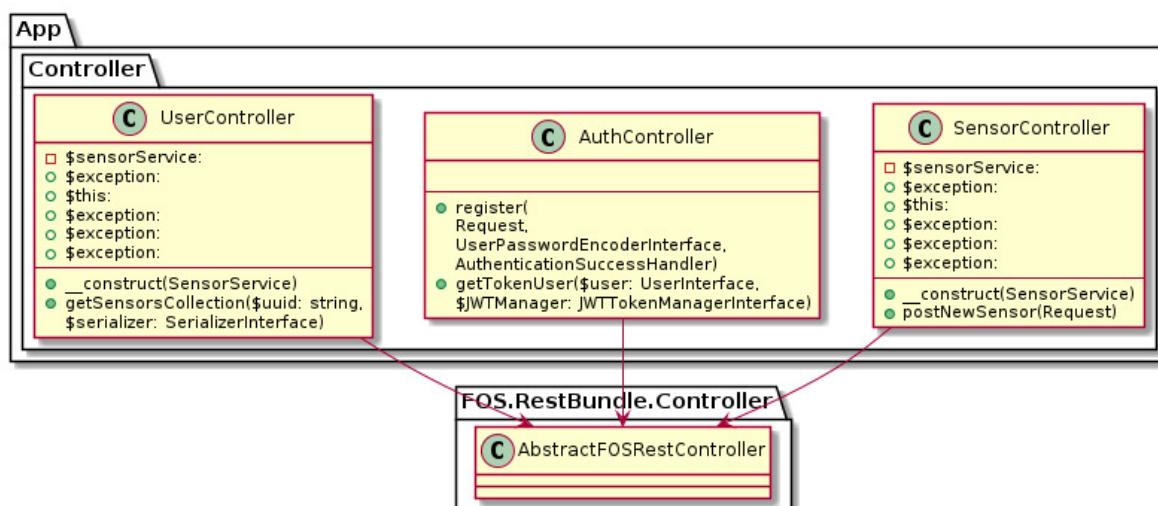 App
Controller
C UserController
$sensorService:
$exception:
$this:
$exception:
$exception:
$exception:
__construct(SensorService)
getSensorsCollection($uuid: string,
$serializer: SerializerInterface)
C AuthController
register(
Request,
UserPasswordEncoderInterface,
AuthenticationSuccessHandler)
getTokenUser($user: UserInterface,
$JWTManager: JWTTokenManagerInterface)
C SensorController
$sensorService:
$exception:
$this:
$exception:
$exception:
$exception:
__construct(SensorService)
postNewSensor(Request)
FOS.RestBundle.Controller
C AbstractFOSRestController